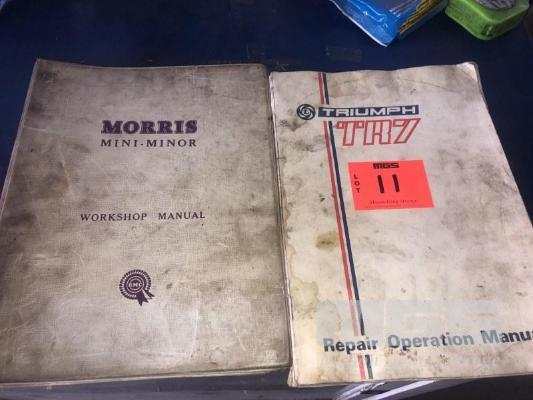 MORRIS
MINI-MINOR
WORKSHOP MANUAL
BMC
TRIUMPH
TR7
MGS
LOT
11
Repair Operation Manu